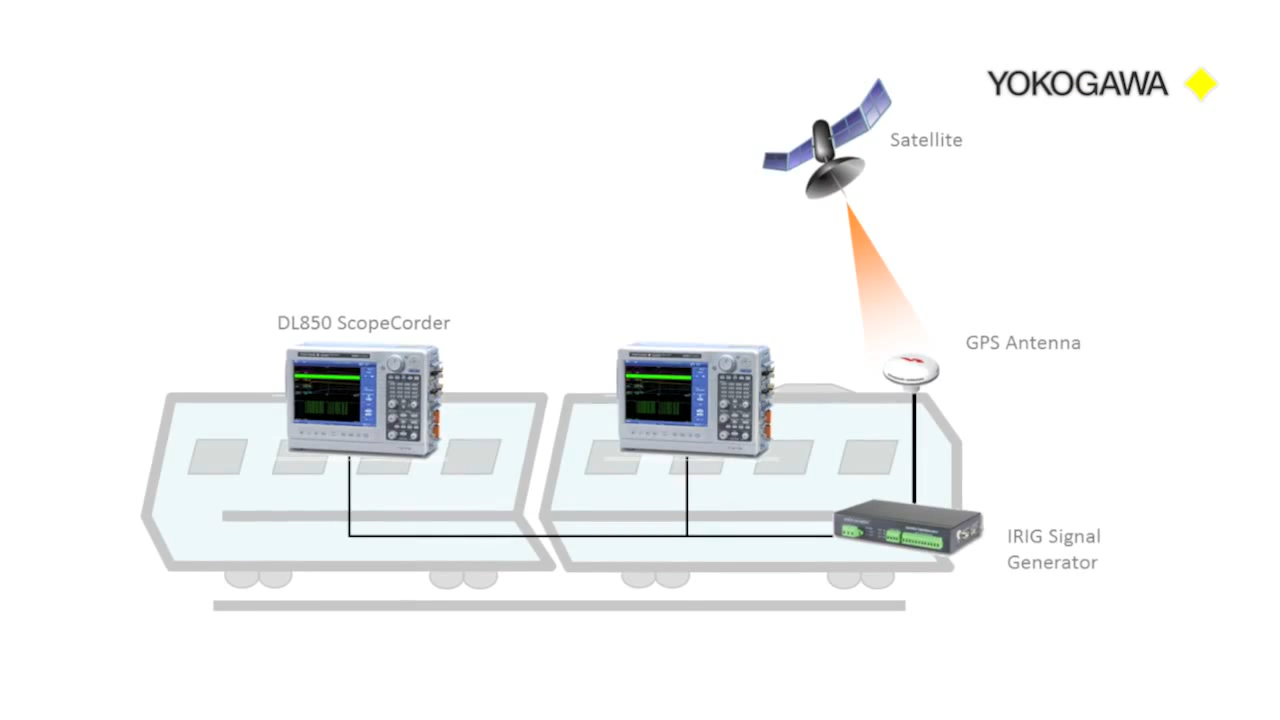 YOKOGAWA
Satellite
DL850 ScopeCorder
GPS Antenna
IRIG Signal
Generator